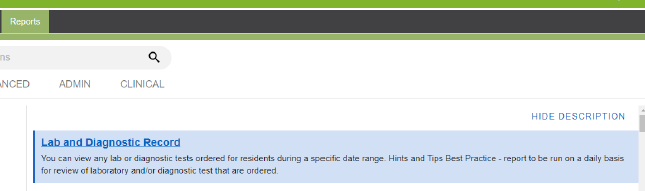 Reports
ns
ANCED ADMIN CLINICAL
HIDE DESCRIPTION
Lab and Diagnostic Record
You can view any lab or diagnostic tests ordered for residents during a specific date range. Hints and Tips Best Practice - report to be run on a daily basis
for review of laboratory and/or diagnostic test that are ordered.